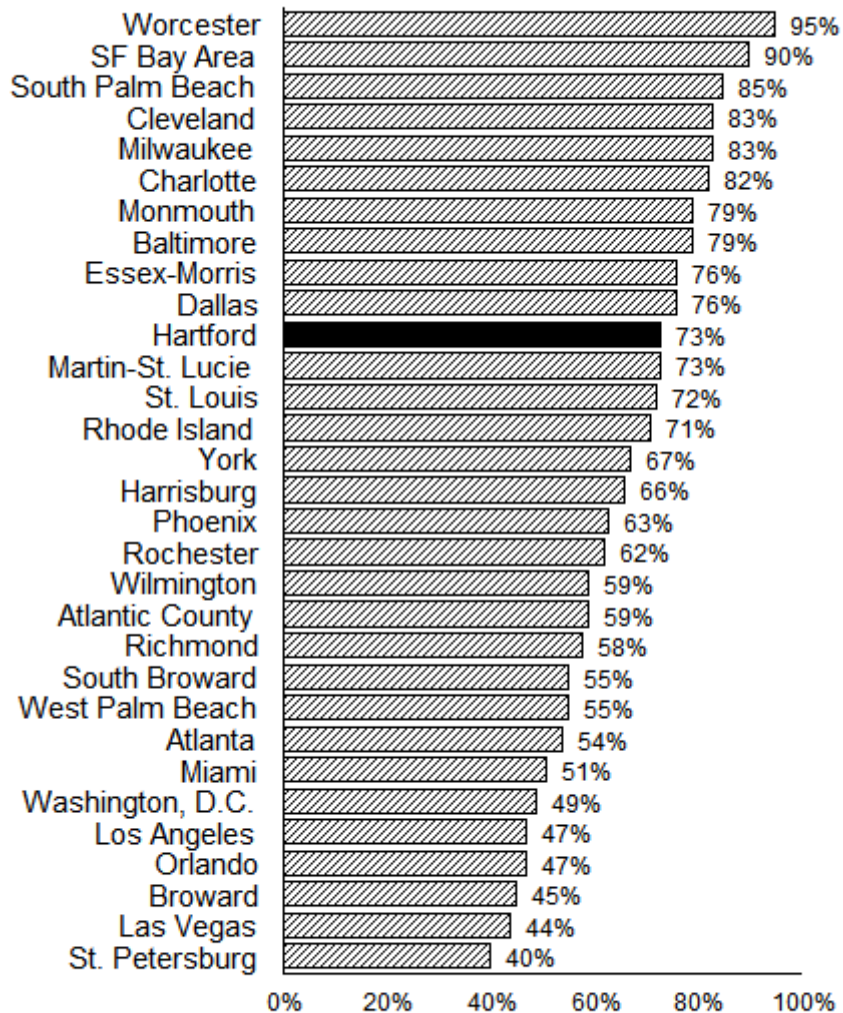 Worcester 95%
SF Bay Area 90%
South Palm Beach 85%
Cleveland 83%
Milwaukee 83%
Charlotte 82%
Monmouth 79%
Baltimore 79%
Essex-Morris 76%
Dallas 76%
Hartford 73%
Martin-St. Lucie 73%
St. Louis 72%
Rhode Island 71%
York 67%
Harrisburg 66%
Phoenix 63%
Rochester 62%
Wilmington 59%
Atlantic County 59%
Richmond 58%
South Broward 55%
West Palm Beach 55%
Atlanta 54%
Miami 51%
Washington, D.C. 49%
Los Angeles 47%
Orlando 47%
Broward 45%
Las Vegas 44%
St. Petersburg 40%
0% 20% 40% 60% 80% 100%